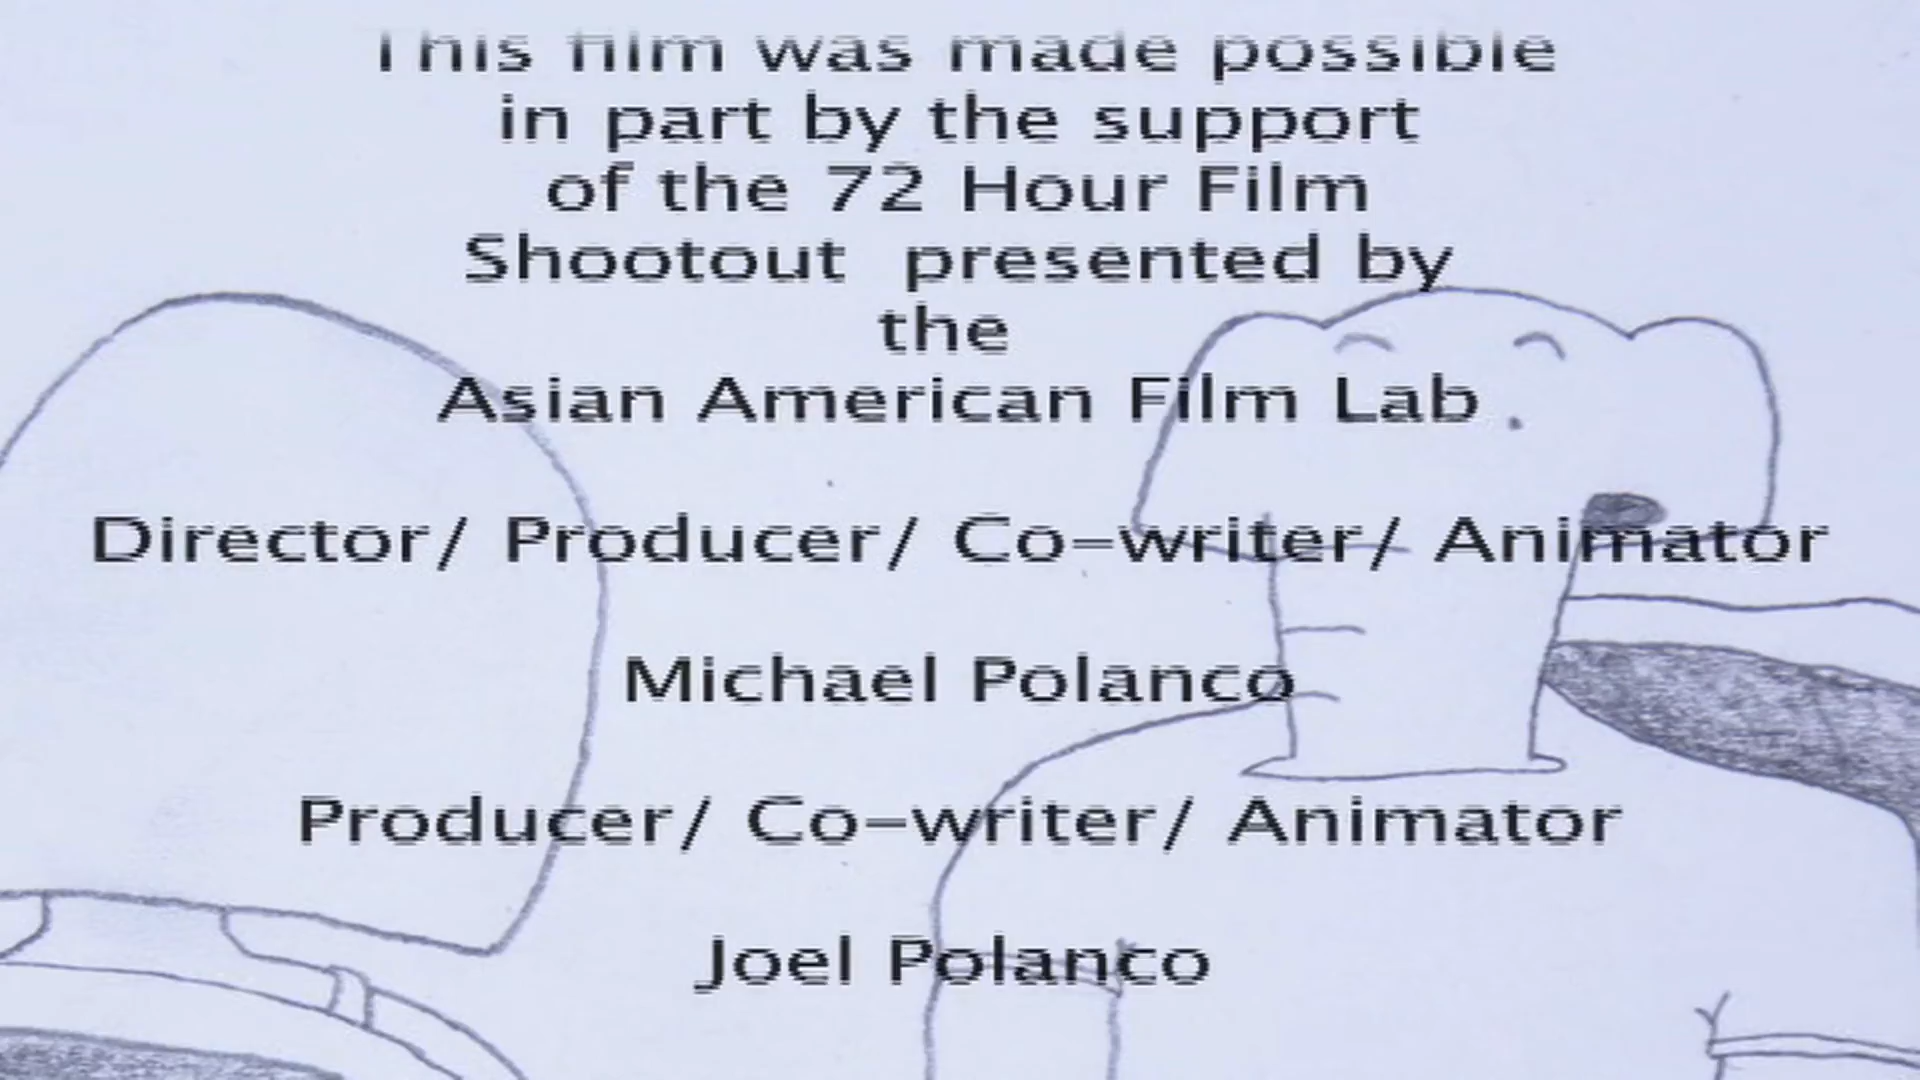 This film was made possible
in part by the support
of the 72 Hour Film
Shootout  presented by
the
Asian American Film Lab
Director/ Producer/ Co-writer/ Animator
Michael Polanco
Producer/ Co-writer/ Animator
Joel Polanco